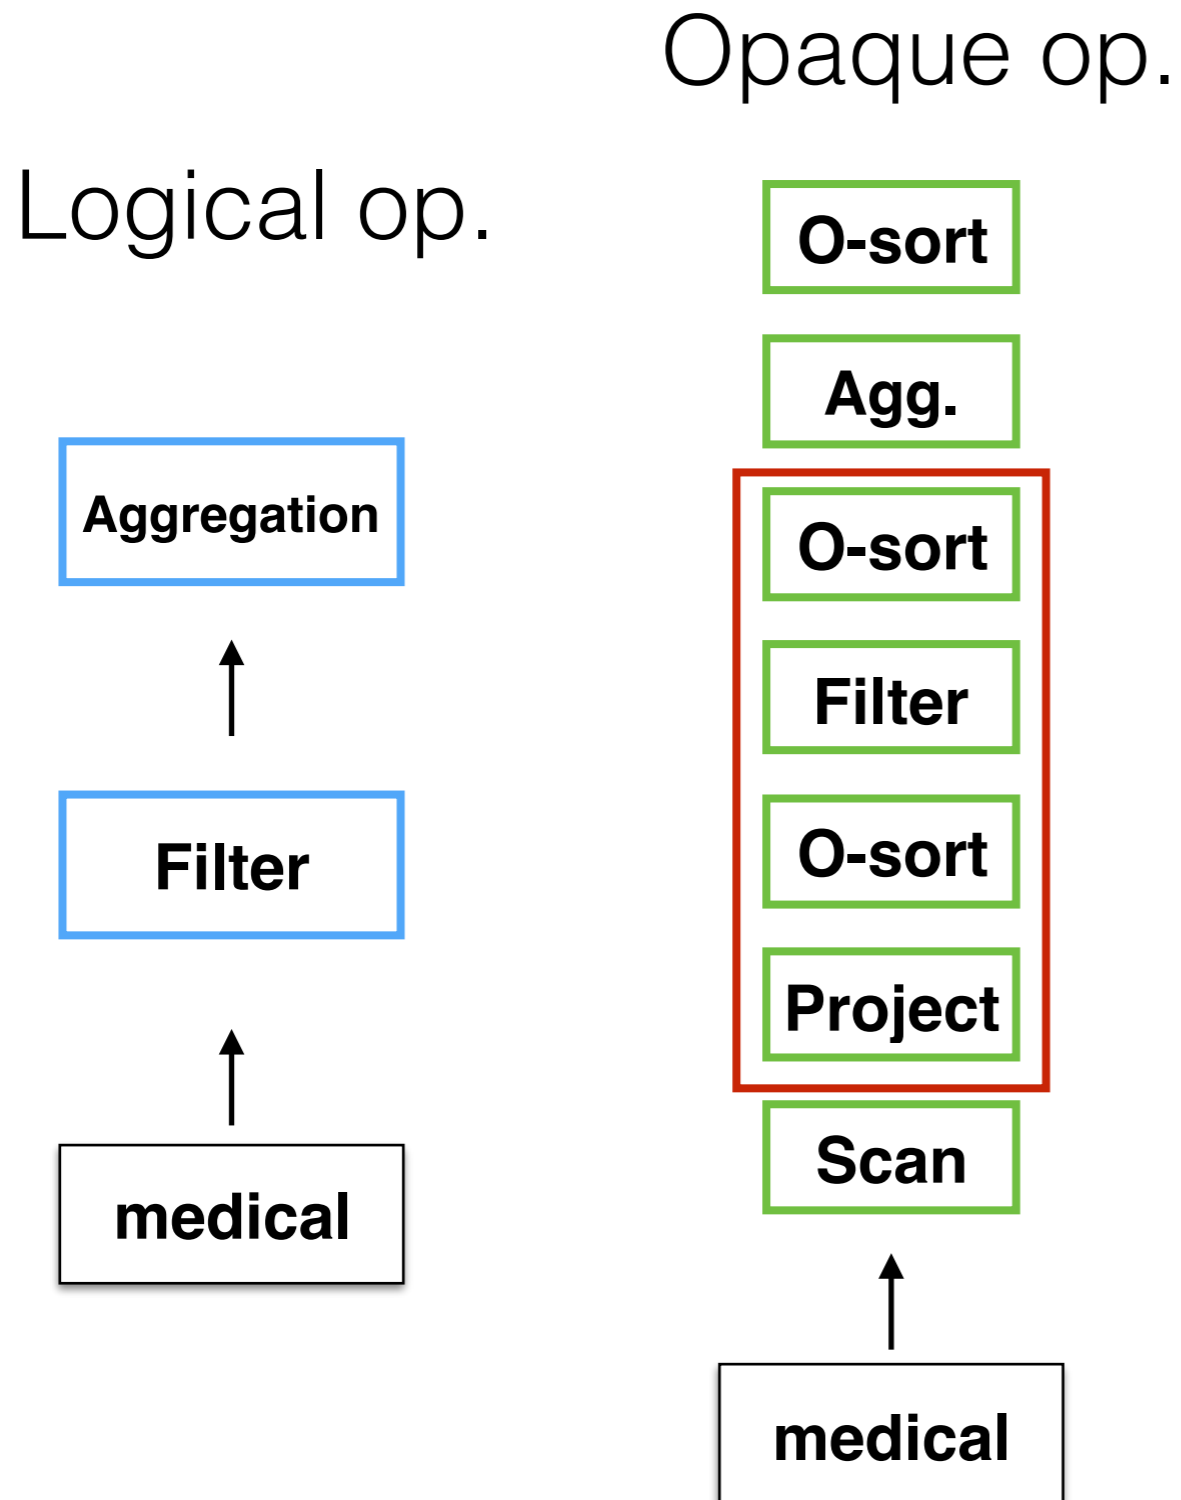 Logical op.
Aggregation
Filter
medical
Opaque op.
O-sort
Agg.
O-sort
Filter
O-sort
Project
Scan
medical